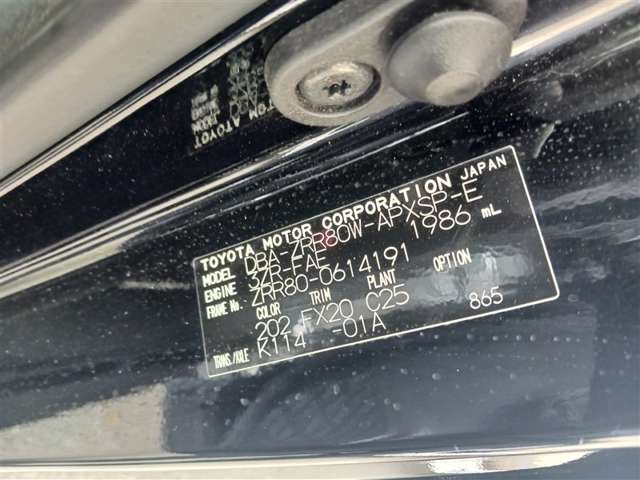 TOYOTA MOTOR CORPORATION JAPAN
MODEL DBA-ZRR80W-APXSP-E
ENGINE 3ZR-FAE 1986 mL
FRAME No. ZRR80-0614191
COLOR TRIM PLANT OPTION
202 FX20 C25 865
TRANS./AXLE K114 -01A